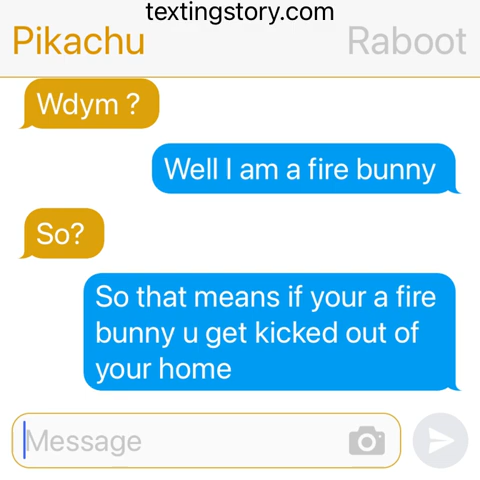 textingstory.com
Pikachu
Raboot
Wdym ?
Well I am a fire bunny
So?
So that means if your a fire
bunny u get kicked out of
your home
Message